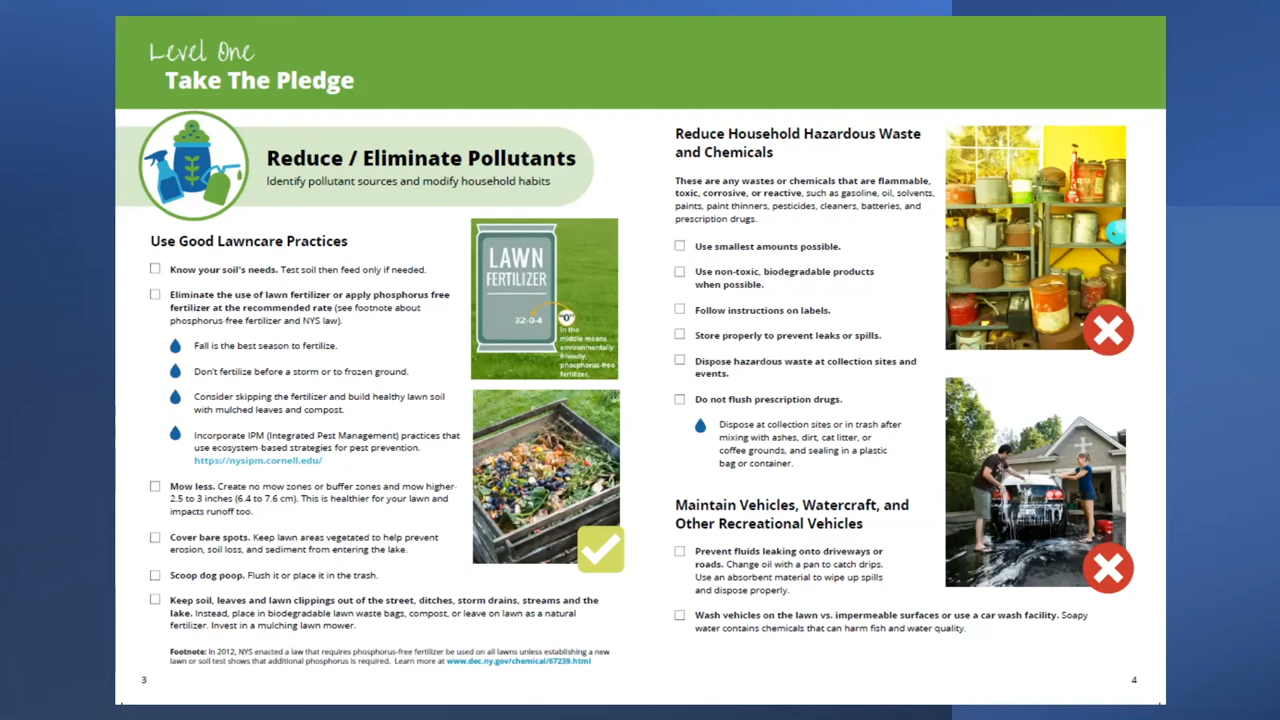 Level One
Take The Pledge
Reduce / Eliminate Pollutants
Identify pollutant sources and modify household habits
Use Good Lawncare Practices
Know your soil's needs. Test soil then feed only if needed.
Eliminate the use of lawn fertilizer or apply phosphorus free
fertilizer at the recommended rate (see footnote about
phosphorus-free fertilizer and NYS law).
Fall is the best season to fertilize.
Don't fertilize before a storm or to frozen ground.
Consider skipping the fertilizer and build healthy lawn soil
with mulched leaves and compost.
Incorporate IPM (Integrated Pest Management) practices that
use ecosystem-based strategies for pest prevention.
https://nysipm.cornell.edu/
Mow less. Create no mow zones or buffer zones and mow higher-
2.5 to 3 inches (6.4 to 7.6 cm). This is healthier for your lawn and
impacts runoff too.
Cover bare spots. Keep lawn areas vegetated to help prevent
erosion, soil loss, and sediment from entering the lake.
Scoop dog poop. Flush it or place it in the trash.
Keep soil, leaves and lawn clippings out of the street, ditches, storm drains, streams and the
lake. Instead, place in biodegradable lawn waste bags, compost, or leave on lawn as a natural
fertilizer. Invest in a mulching lawn mower.
Footnote: In 2012, NYS enacted a law that requires phosphorus-free fertilizer be used on all lawns unless establishing a new
lawn or soil test shows that additional phosphorus is required. Learn more at www.dec.ny.gov/chemical/67239.html
3
LAWN
FERTILIZER
32-0-4
"0"
In the
middle means
environmentally
friendly,
phosphorus-free
fertilizer.
Reduce Household Hazardous Waste
and Chemicals
These are any wastes or chemicals that are flammable,
toxic, corrosive, or reactive, such as gasoline, oil, solvents,
paints, paint thinners, pesticides, cleaners, batteries, and
prescription drugs.
Use smallest amounts possible.
Use non-toxic, biodegradable products
when possible.
Follow instructions on labels.
Store properly to prevent leaks or spills.
Dispose hazardous waste at collection sites and
events.
Do not flush prescription drugs.
Dispose at collection sites or in trash after
mixing with ashes, dirt, cat litter, or
coffee grounds, and sealing in a plastic
bag or container.
Maintain Vehicles, Watercraft, and
Other Recreational Vehicles
Prevent fluids leaking onto driveways or
roads. Change oil with a pan to catch drips.
Use an absorbent material to wipe up spills
and dispose properly.
Wash vehicles on the lawn vs. impermeable surfaces or use a car wash facility. Soapy
water contains chemicals that can harm fish and water quality.
4